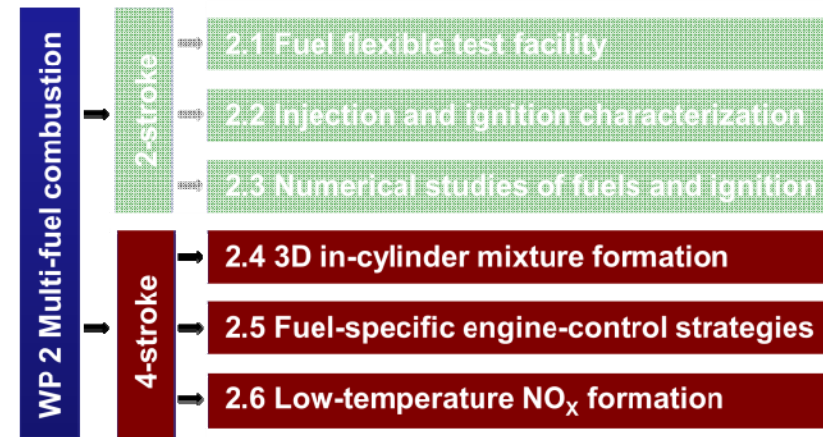 WP 2 Multi-fuel combustion
2-stroke
2.1 Fuel flexible test facility
2.2 Injection and ignition characterization
2.3 Numerical studies of fuels and ignition
4-stroke
2.4 3D in-cylinder mixture formation
2.5 Fuel-specific engine-control strategies
2.6 Low-temperature NOx formation